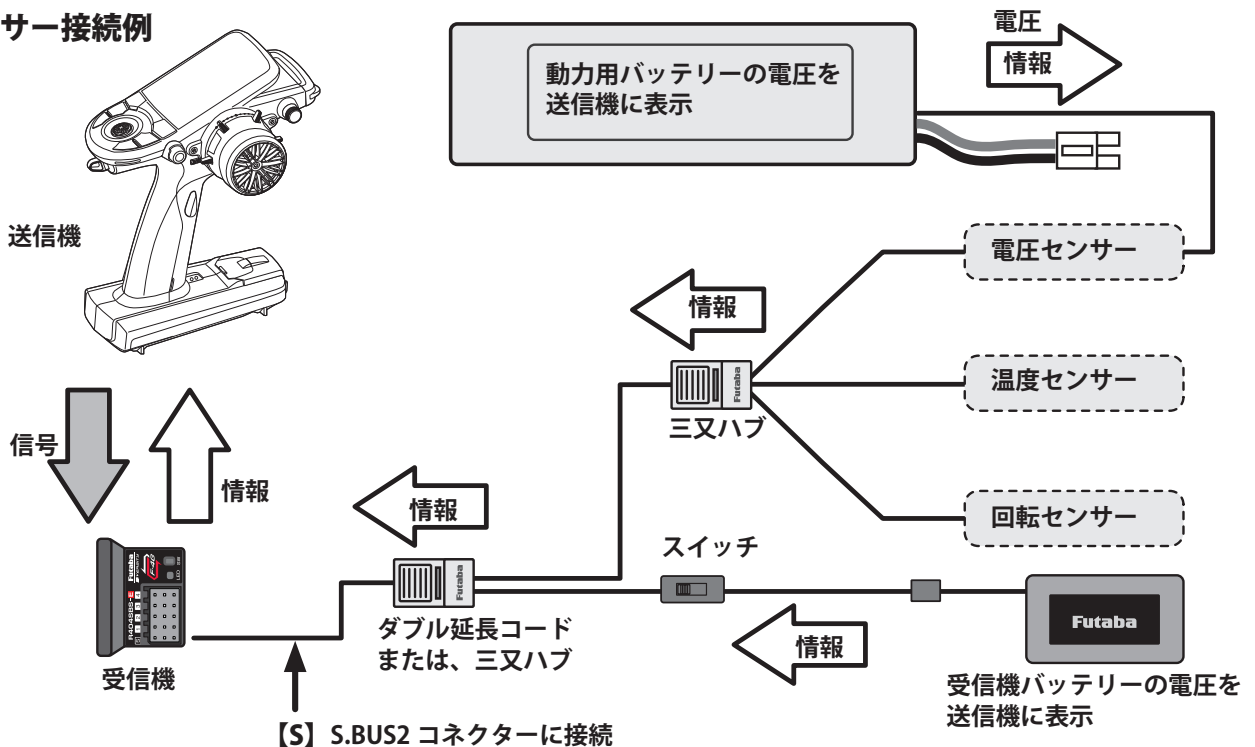 サー接続例
電圧
情報
動力用バッテリーの電圧を
送信機に表示
送信機
電圧センサー
情報
温度センサー
Futaba
三又ハブ
信号
情報
情報
回転センサー
スイッチ
Futaba
Futaba
R404SBS-E
LED
ダブル延長コード
または、三又ハブ
情報
Futaba
受信機
受信機バッテリーの電圧を
送信機に表示
【S】S.BUS2 コネクターに接続